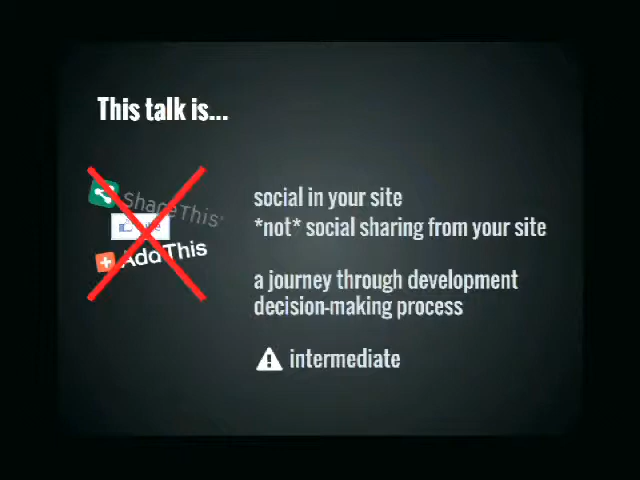 This talk is...
ShareThis
AddThis
social in your site
*not* social sharing from your site
a journey through development
decision-making process
intermediate